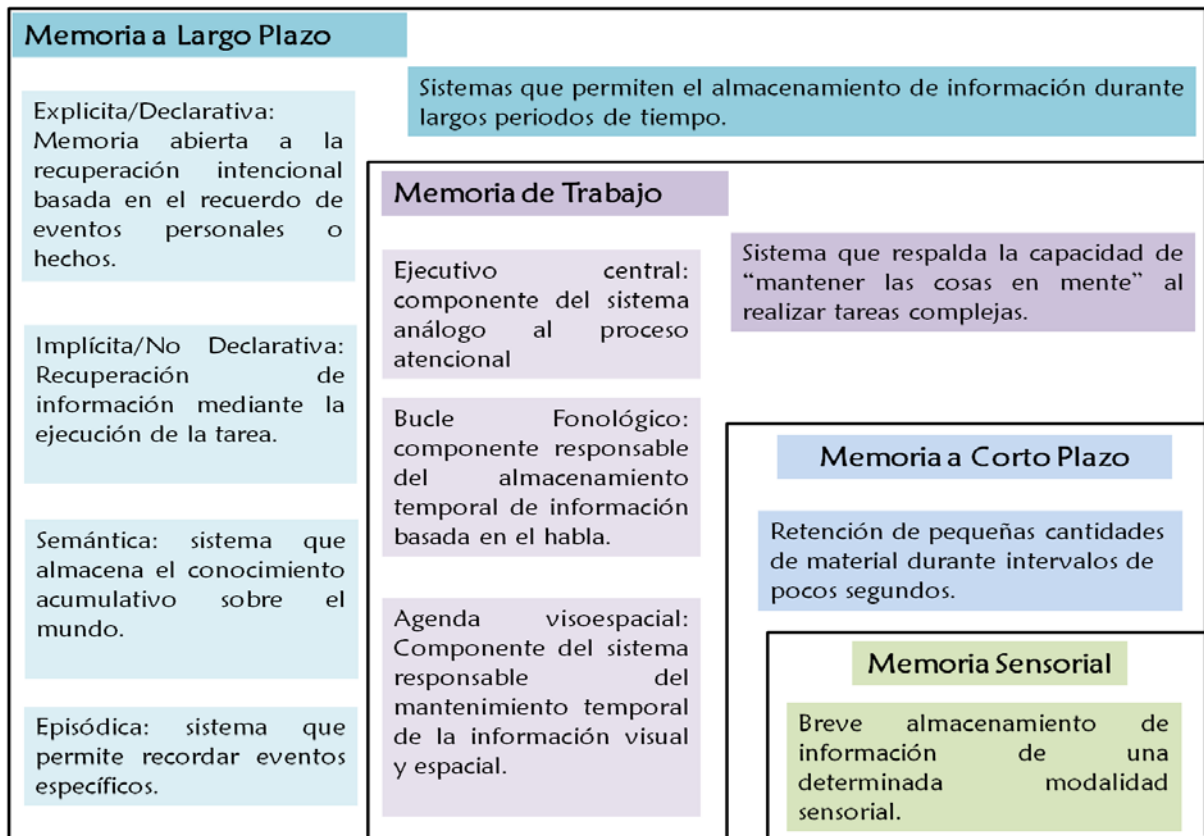 Memoria a Largo Plazo
Sistemas que permiten el almacenamiento de información durante
largos periodos de tiempo.
Explicita/Declarativa:
Memoria abierta a la
recuperación intencional
basada en el recuerdo de
eventos personales o
hechos.
Implícita/No Declarativa:
Recuperación de
información mediante la
ejecución de la tarea.
Semántica: sistema que
almacena el conocimiento
acumulativo sobre el
mundo.
Episódica: sistema que
permite recordar eventos
específicos.
Memoria de Trabajo
Sistema que respalda la capacidad de
“mantener las cosas en mente” al
realizar tareas complejas.
Ejecutivo central:
componente del sistema
análogo al proceso
atencional
Bucle Fonológico:
componente responsable
del almacenamiento
temporal de información
basada en el habla.
Agenda visoespacial:
Componente del sistema
responsable del
mantenimiento temporal
de la información visual
y espacial.
Memoria a Corto Plazo
Retención de pequeñas cantidades
de material durante intervalos de
pocos segundos.
Memoria Sensorial
Breve almacenamiento de
información de una
determinada modalidad
sensorial.